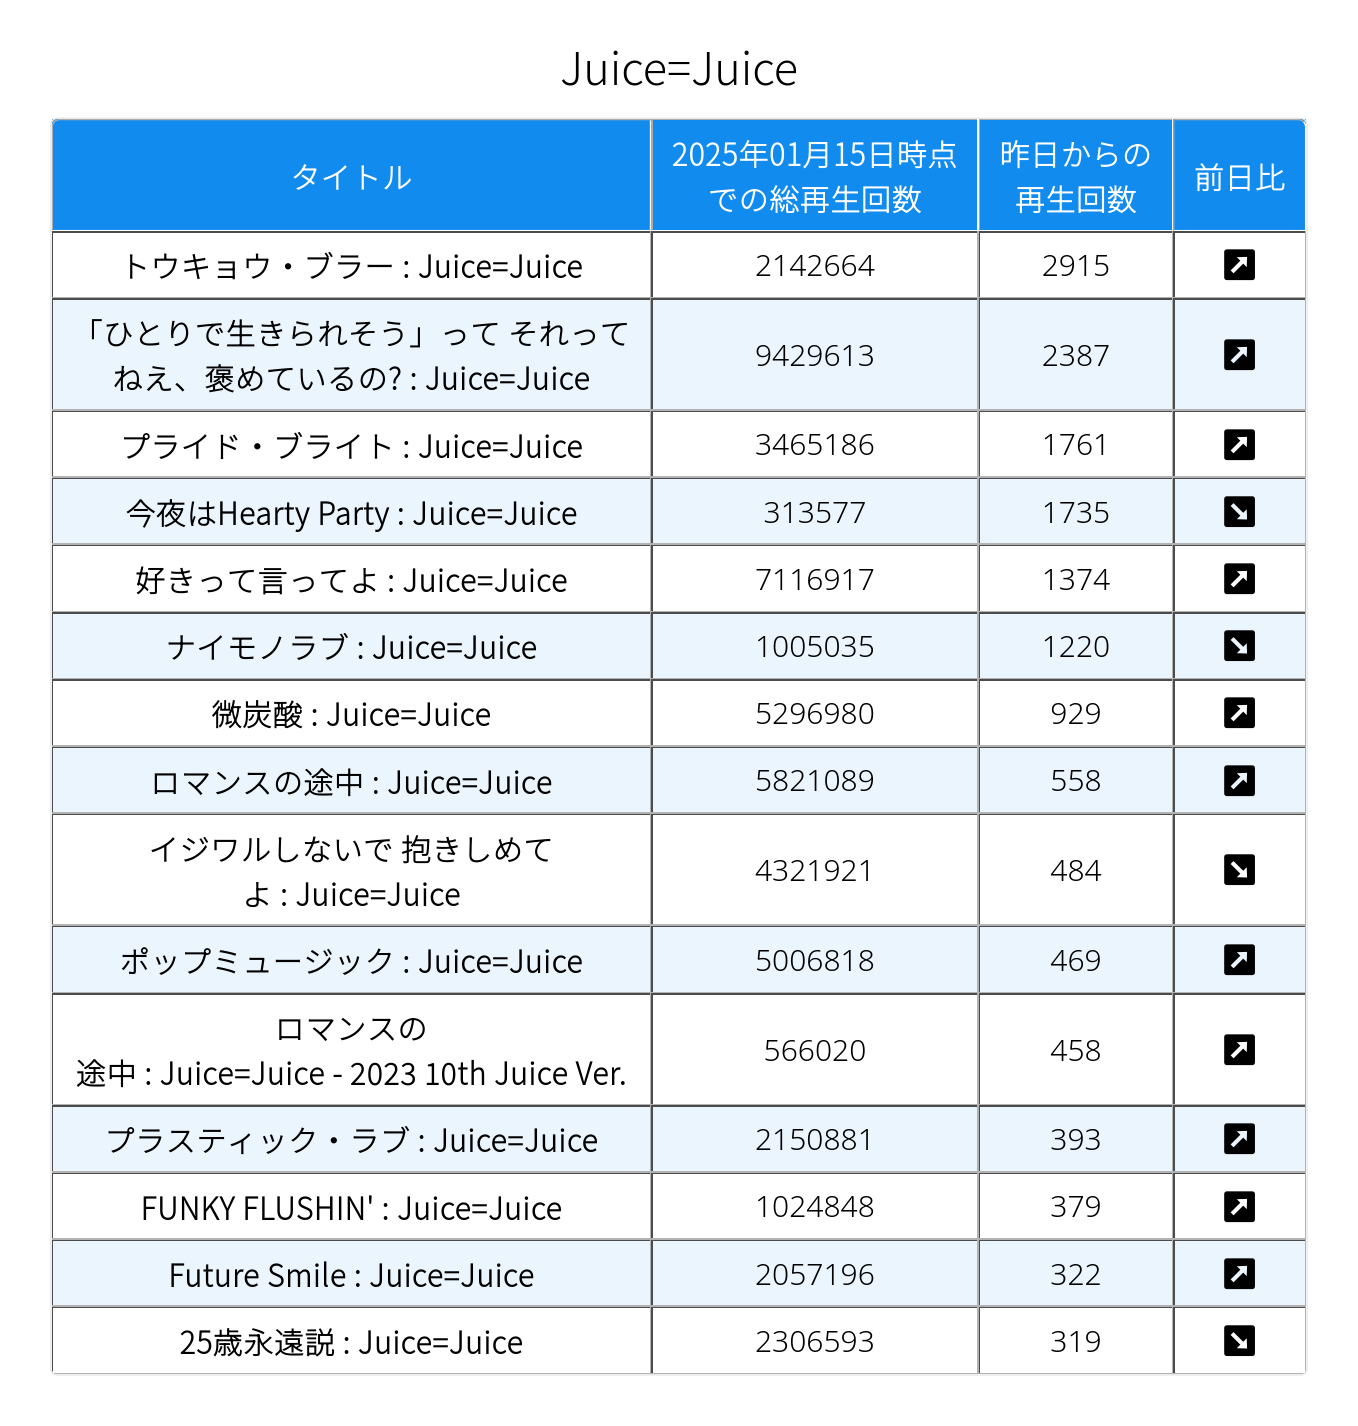 Juice=Juice
タイトル
2025年01月15日時点
での総再生回数
昨日からの
再生回数
前日比
トウキョウ・ブラー : Juice=Juice
2142664
2915
「ひとりで生きられそう」って それって
ねえ、褒めているの? : Juice=Juice
9429613
2387
プライド・ブライト : Juice=Juice
3465186
1761
今夜はHearty Party : Juice=Juice
313577
1735
好きって言ってよ : Juice=Juice
7116917
1374
ナイモノラブ : Juice=Juice
1005035
1220
微炭酸 : Juice=Juice
5296980
929
ロマンスの途中 : Juice=Juice
5821089
558
イジワルしないで 抱きしめて
よ : Juice=Juice
4321921
484
ポップミュージック : Juice=Juice
5006818
469
ロマンスの
途中 : Juice=Juice - 2023 10th Juice Ver.
566020
458
プラスティック・ラブ : Juice=Juice
2150881
393
FUNKY FLUSHIN' : Juice=Juice
1024848
379
Future Smile : Juice=Juice
2057196
322
25歳永遠説 : Juice=Juice
2306593
319